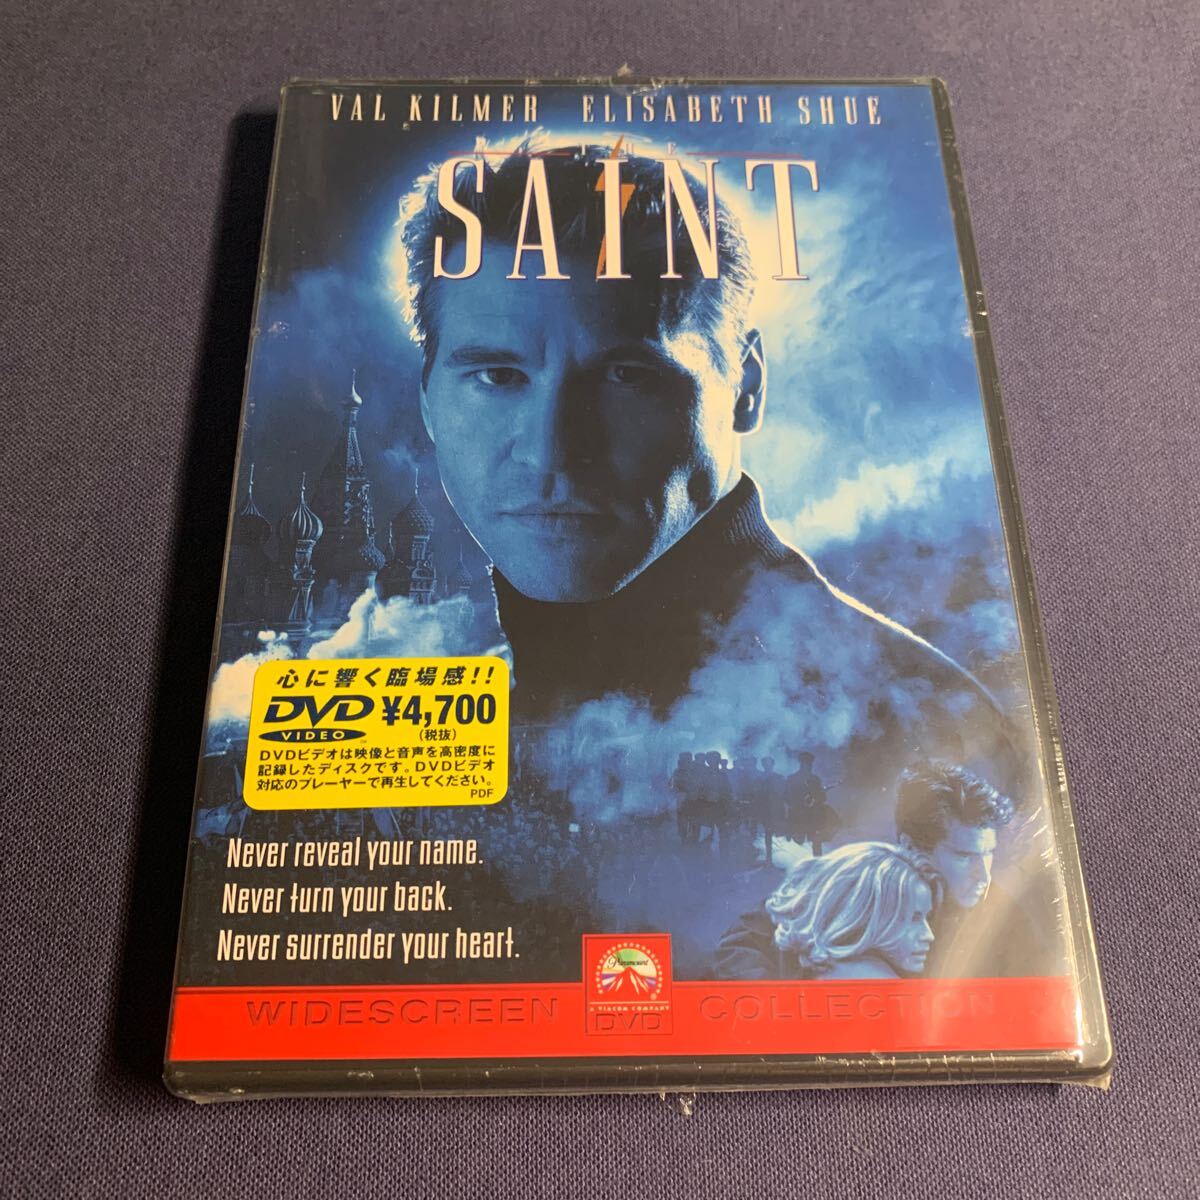 VAL KILMER ELISABETH SHUE
THE
SAINT
心に響く臨場感!!
DVD ¥4,700
VIDEO (税抜)
DVDビデオは映像と音声を高密度に
記録したディスクです。DVDビデオ
対応のプレーヤーで再生してください。
PDF
Never reveal your name.
Never turn your back.
Never surrender your heart.
Paramount
A VIACOM COMPANY
WIDESCREEN DVD COLLECTION